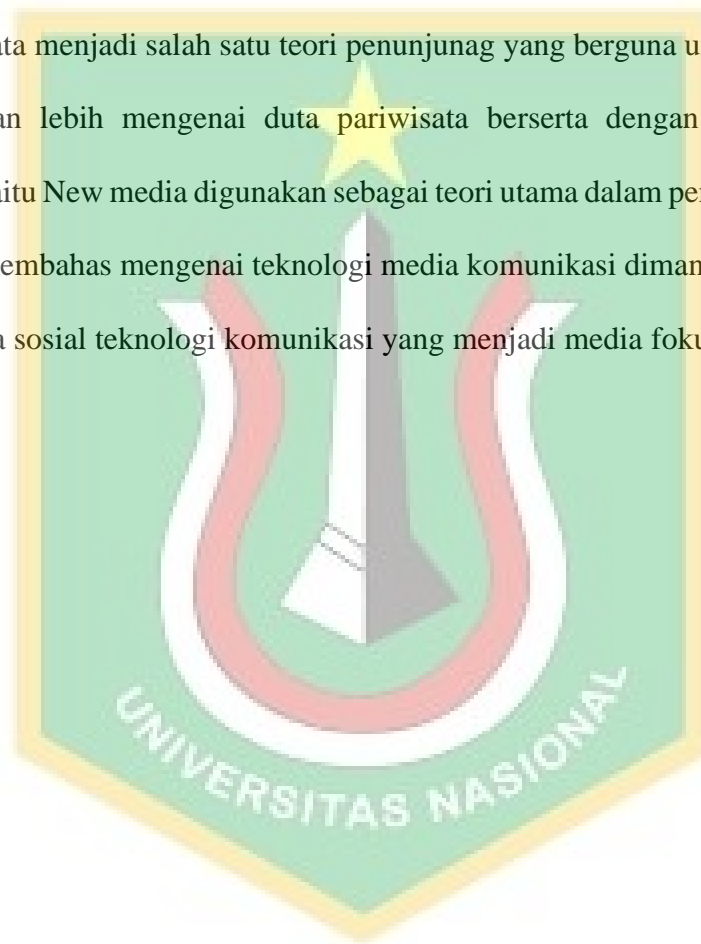 ata menjadi salah satu teori penunjunag yang berguna u
an lebih mengenai duta pariwisata berserta dengan
aitu New media digunakan sebagai teori utama dalam pe
embahas mengenai teknologi media komunikasi diman
a sosial teknologi komunikasi yang menjadi media foku
UNIVERSITAS NASIONAL